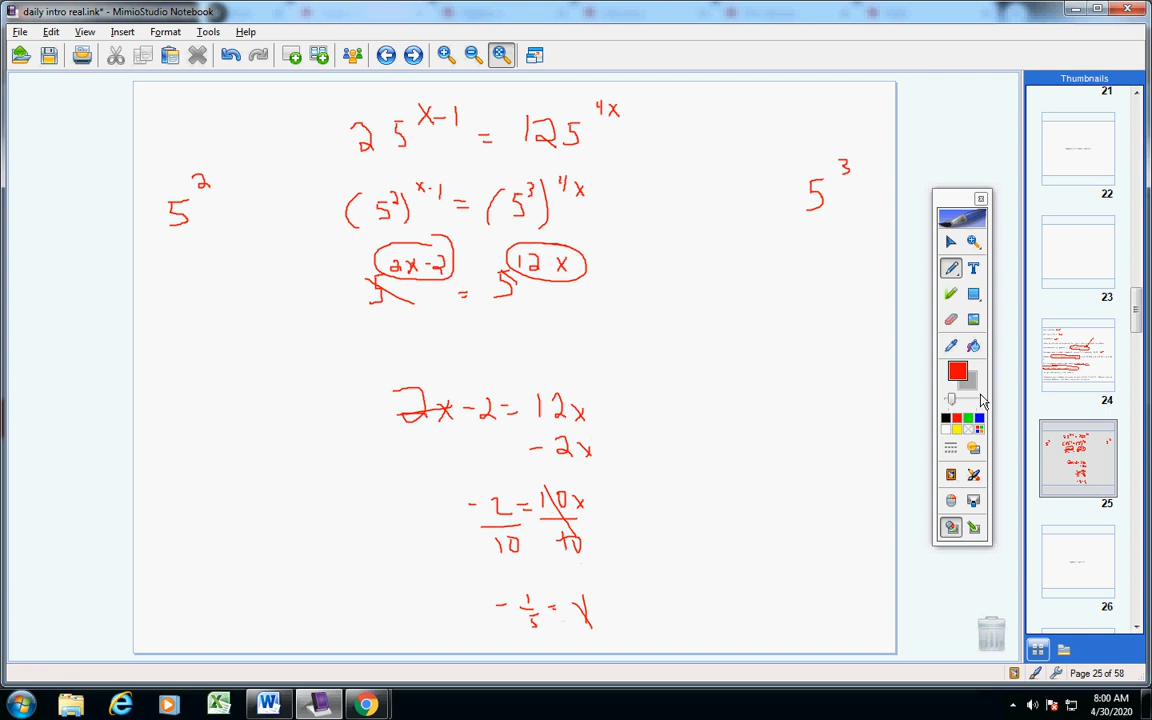 daily intro real.ink* - MimioStudio Notebook
File Edit View Insert Format Tools Help
Thumbnails
21
22
23
24
25
26
25^x-1 = 125^4x
5^2
(5^2)^x-1 = (5^3)^4x
5^3
5^2x-2 = 5^12x
2x - 2 = 12x
- 2x
-2 = 10x
10 10
- 1/5 = x
T
Page 25 of 58
W
8:00 AM
4/30/2020